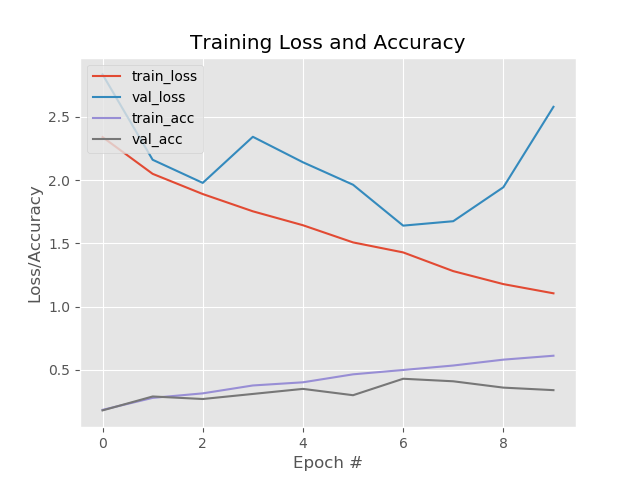 Training Loss and Accuracy
train_loss
val_loss
train_acc
val_acc
2.5
2.0
1.5
1.0
0.5
Loss/Accuracy
0 2 4 6 8
Epoch #